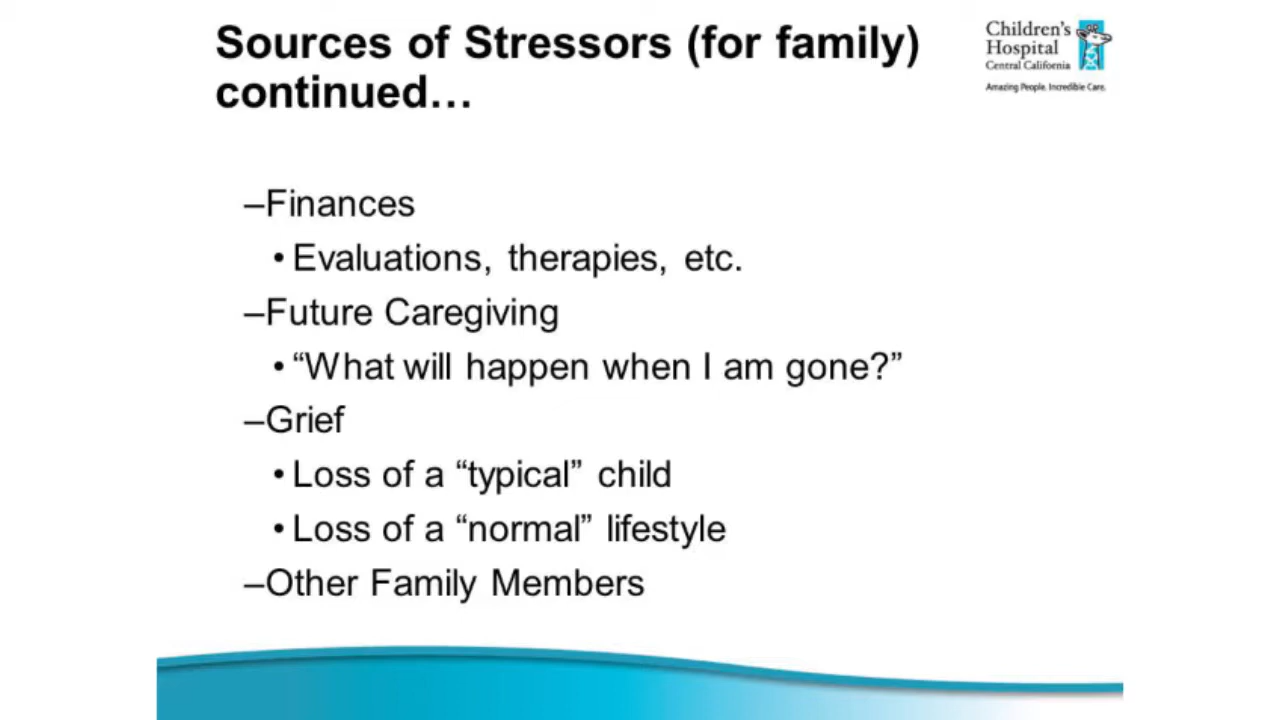 Sources of Stressors (for family)
continued…
Children's
Hospital
Central California
Amazing People. Incredible Care.
–Finances
• Evaluations, therapies, etc.
–Future Caregiving
• “What will happen when I am gone?”
–Grief
• Loss of a “typical” child
• Loss of a “normal” lifestyle
–Other Family Members